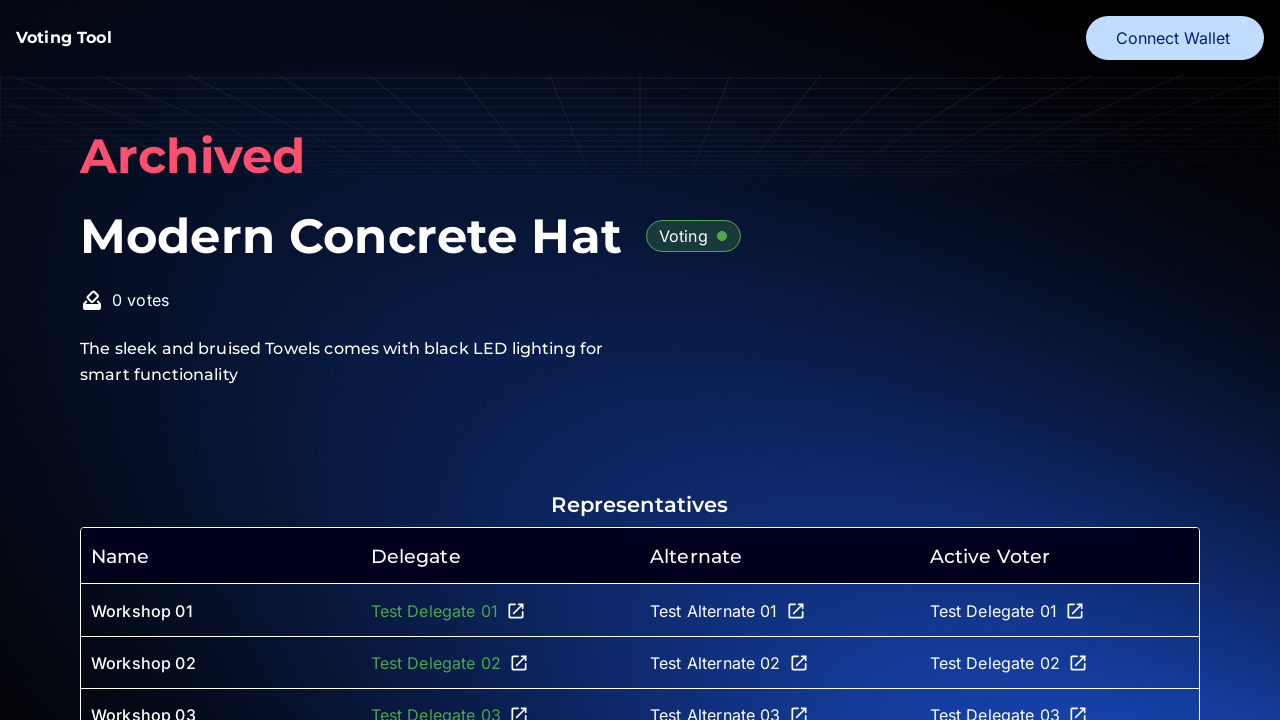 Voting Tool
Connect Wallet
Archived
Modern Concrete Hat
Voting
0 votes
The sleek and bruised Towels comes with black LED lighting for
smart functionality
Representatives
Name Delegate Alternate Active Voter
Workshop 01 Test Delegate 01 Test Alternate 01 Test Delegate 01
Workshop 02 Test Delegate 02 Test Alternate 02 Test Delegate 02
Workshop 03 Test Delegate 03 Test Alternate 03 Test Delegate 03